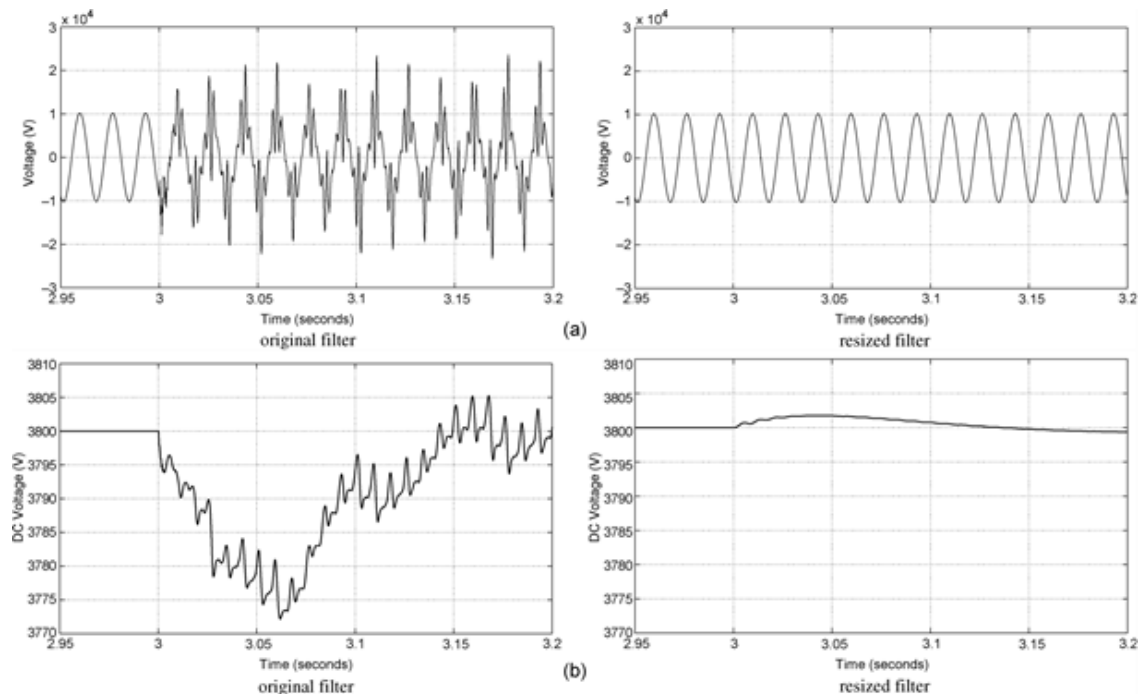 x 10⁴
3
2
1
0
–1
–2
–3
Voltage (V)
2.95 3 3.05 3.1 3.15 3.2
Time (seconds)
original filter
x 10⁴
3
2
1
0
–1
–2
–3
Voltage (V)
2.95 3 3.05 3.1 3.15 3.2
Time (seconds)
resized filter
(a)
3810
3805
3800
3795
3790
3785
3780
3775
3770
DC Voltage (V)
2.95 3 3.05 3.1 3.15 3.2
Time (seconds)
original filter
3810
3805
3800
3795
3790
3785
3780
3775
3770
DC Voltage (V)
2.95 3 3.05 3.1 3.15 3.2
Time (seconds)
resized filter
(b)